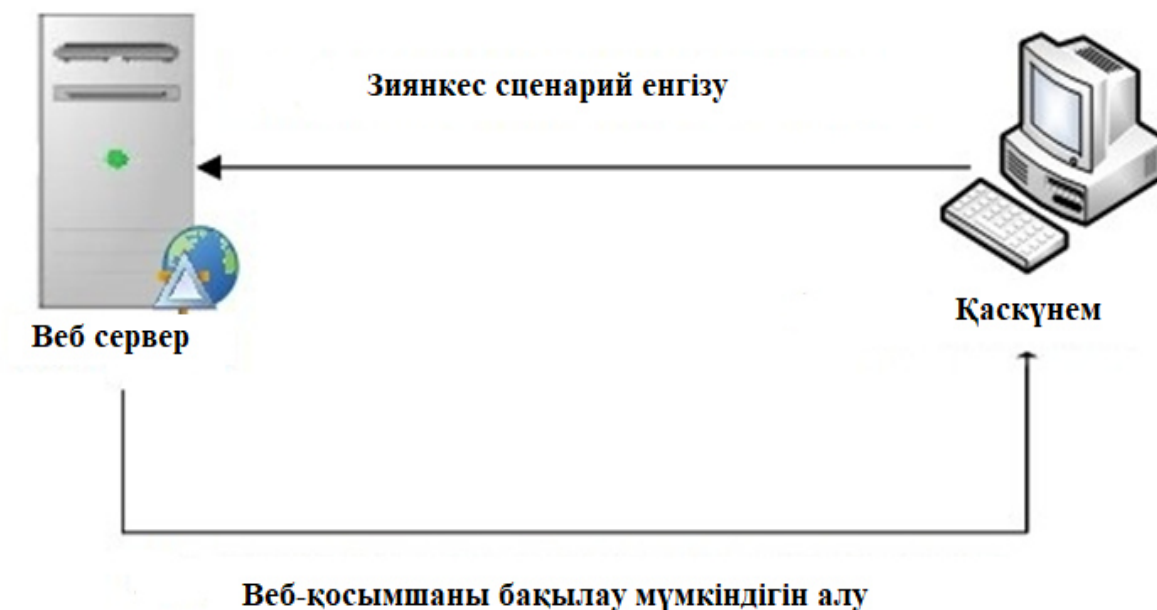 Зиянкес сценарий енгізу
Веб сервер
Қаскүнем
Веб-қосымшаны бақылау мүмкіндігін алу